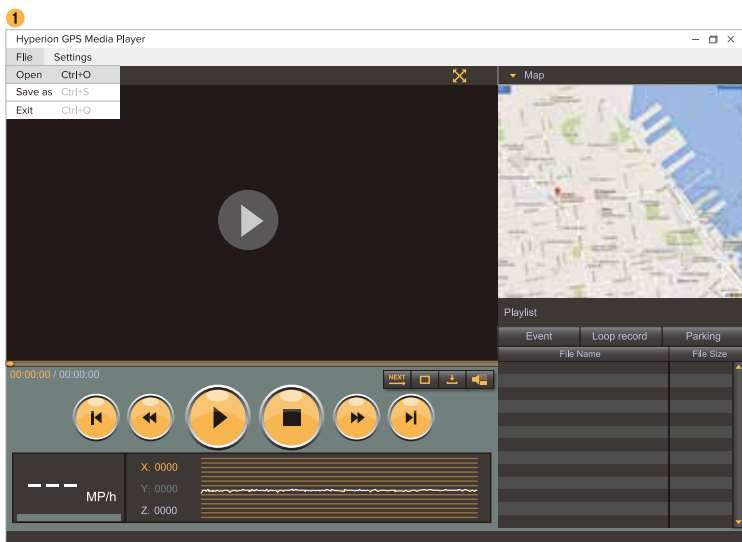 1
Hyperion GPS Media Player
Flie Settings
Open Ctrl+O
Save as Ctrl+S
Exit Ctrl+Q
Map
Playlist
Event Loop record Parking
File Name File Size
00:00:00 / 00:00:00
NEXT
X: 0000
Y: 0000
Z: 0000
MP/h